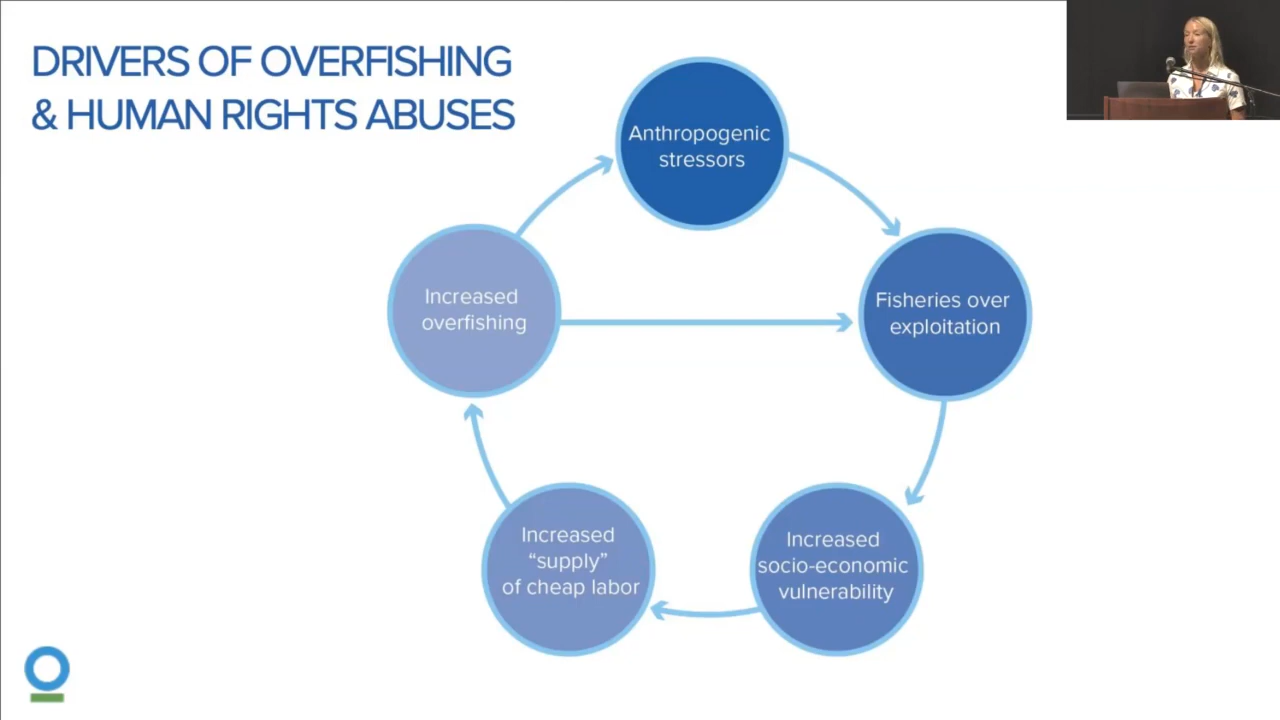 DRIVERS OF OVERFISHING
& HUMAN RIGHTS ABUSES
Anthropogenic
stressors
Fisheries over
exploitation
Increased
socio-economic
vulnerability
Increased
“supply”
of cheap labor
Increased
overfishing